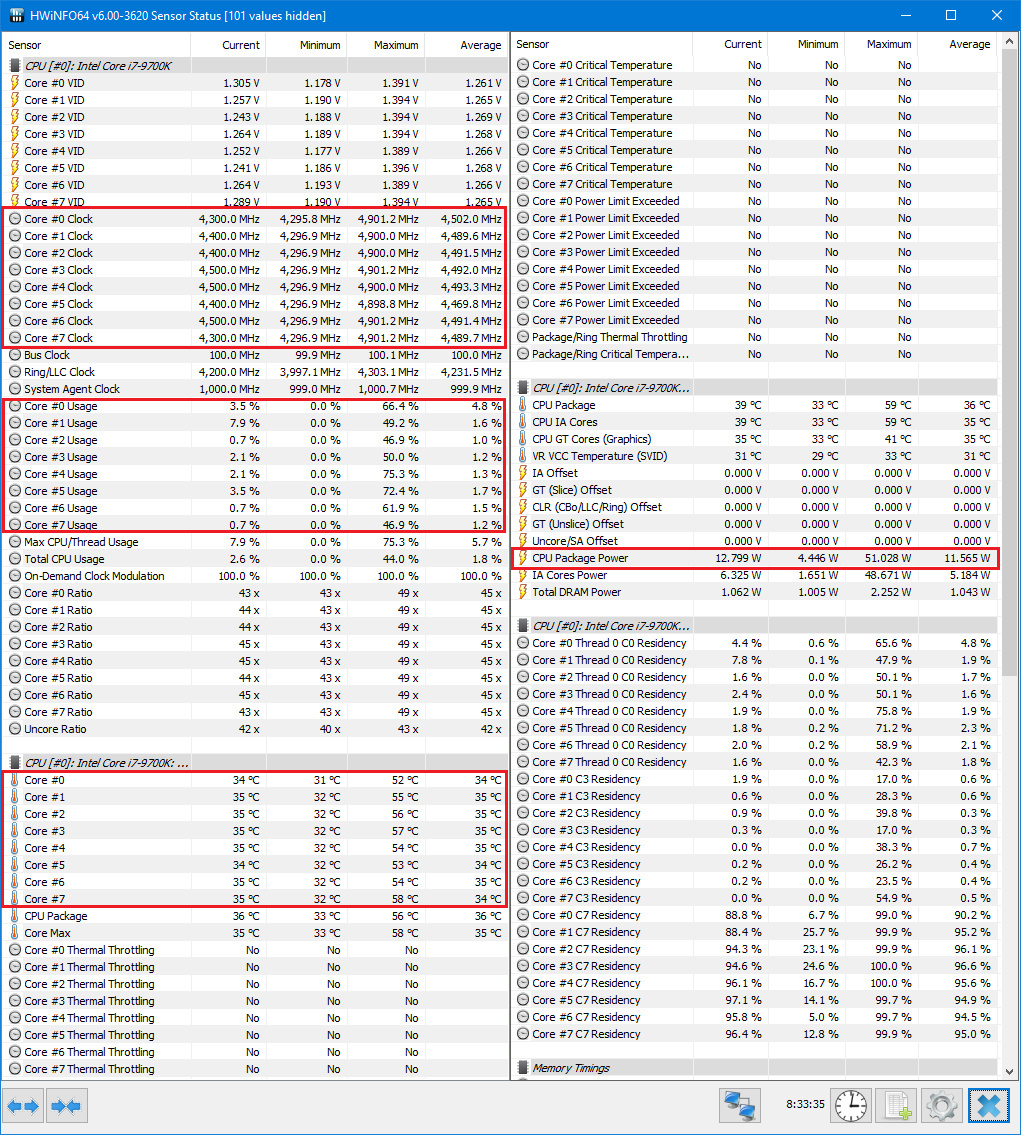 HWiNFO64 v6.00-3620 Sensor Status [101 values hidden]
Sensor Current Minimum Maximum Average
CPU [#0]: Intel Core i7-9700K
Core #0 VID 1.305 V 1.178 V 1.391 V 1.261 V
Core #1 VID 1.257 V 1.190 V 1.394 V 1.265 V
Core #2 VID 1.243 V 1.188 V 1.394 V 1.269 V
Core #3 VID 1.264 V 1.189 V 1.394 V 1.268 V
Core #4 VID 1.252 V 1.177 V 1.389 V 1.266 V
Core #5 VID 1.241 V 1.186 V 1.396 V 1.268 V
Core #6 VID 1.264 V 1.193 V 1.389 V 1.266 V
Core #7 VID 1.289 V 1.190 V 1.394 V 1.265 V
Core #0 Clock 4,300.0 MHz 4,295.8 MHz 4,901.2 MHz 4,502.0 MHz
Core #1 Clock 4,400.0 MHz 4,296.9 MHz 4,900.0 MHz 4,489.6 MHz
Core #2 Clock 4,400.0 MHz 4,296.9 MHz 4,900.0 MHz 4,491.5 MHz
Core #3 Clock 4,500.0 MHz 4,296.9 MHz 4,901.2 MHz 4,492.0 MHz
Core #4 Clock 4,500.0 MHz 4,296.9 MHz 4,900.0 MHz 4,493.3 MHz
Core #5 Clock 4,400.0 MHz 4,296.9 MHz 4,898.8 MHz 4,469.8 MHz
Core #6 Clock 4,500.0 MHz 4,296.9 MHz 4,901.2 MHz 4,491.4 MHz
Core #7 Clock 4,300.0 MHz 4,296.9 MHz 4,901.2 MHz 4,489.7 MHz
Bus Clock 100.0 MHz 99.9 MHz 100.1 MHz 100.0 MHz
Ring/LLC Clock 4,200.0 MHz 3,997.1 MHz 4,303.1 MHz 4,231.5 MHz
System Agent Clock 1,000.0 MHz 999.0 MHz 1,000.7 MHz 999.9 MHz
Core #0 Usage 3.5 % 0.0 % 66.4 % 4.8 %
Core #1 Usage 7.9 % 0.0 % 49.2 % 1.6 %
Core #2 Usage 0.7 % 0.0 % 46.9 % 1.0 %
Core #3 Usage 2.1 % 0.0 % 50.0 % 1.2 %
Core #4 Usage 2.1 % 0.0 % 75.3 % 1.3 %
Core #5 Usage 3.5 % 0.0 % 72.4 % 1.7 %
Core #6 Usage 0.7 % 0.0 % 61.9 % 1.5 %
Core #7 Usage 0.7 % 0.0 % 46.9 % 1.2 %
Max CPU/Thread Usage 7.9 % 0.0 % 75.3 % 5.7 %
Total CPU Usage 2.6 % 0.0 % 44.0 % 1.8 %
On-Demand Clock Modulation 100.0 % 100.0 % 100.0 % 100.0 %
Core #0 Ratio 43 x 43 x 49 x 45 x
Core #1 Ratio 44 x 43 x 49 x 45 x
Core #2 Ratio 44 x 43 x 49 x 45 x
Core #3 Ratio 45 x 43 x 49 x 45 x
Core #4 Ratio 45 x 43 x 49 x 45 x
Core #5 Ratio 44 x 43 x 49 x 45 x
Core #6 Ratio 45 x 43 x 49 x 45 x
Core #7 Ratio 43 x 43 x 49 x 45 x
Uncore Ratio 42 x 40 x 43 x 42 x
CPU [#0]: Intel Core i7-9700K: ...
Core #0 34 °C 31 °C 52 °C 34 °C
Core #1 35 °C 32 °C 55 °C 35 °C
Core #2 35 °C 32 °C 56 °C 35 °C
Core #3 35 °C 32 °C 57 °C 35 °C
Core #4 35 °C 32 °C 54 °C 35 °C
Core #5 34 °C 32 °C 53 °C 34 °C
Core #6 35 °C 32 °C 54 °C 35 °C
Core #7 35 °C 32 °C 58 °C 34 °C
CPU Package 36 °C 33 °C 56 °C 36 °C
Core Max 35 °C 33 °C 58 °C 35 °C
Core #0 Thermal Throttling No No No
Core #1 Thermal Throttling No No No
Core #2 Thermal Throttling No No No
Core #3 Thermal Throttling No No No
Core #4 Thermal Throttling No No No
Core #5 Thermal Throttling No No No
Core #6 Thermal Throttling No No No
Core #7 Thermal Throttling No No No
Sensor Current Minimum Maximum Average
Core #0 Critical Temperature No No No
Core #1 Critical Temperature No No No
Core #2 Critical Temperature No No No
Core #3 Critical Temperature No No No
Core #4 Critical Temperature No No No
Core #5 Critical Temperature No No No
Core #6 Critical Temperature No No No
Core #7 Critical Temperature No No No
Core #0 Power Limit Exceeded No No No
Core #1 Power Limit Exceeded No No No
Core #2 Power Limit Exceeded No No No
Core #3 Power Limit Exceeded No No No
Core #4 Power Limit Exceeded No No No
Core #5 Power Limit Exceeded No No No
Core #6 Power Limit Exceeded No No No
Core #7 Power Limit Exceeded No No No
Package/Ring Thermal Throttling No No No
Package/Ring Critical Tempera... No No No
CPU [#0]: Intel Core i7-9700K...
CPU Package 39 °C 33 °C 59 °C 36 °C
CPU IA Cores 39 °C 33 °C 59 °C 35 °C
CPU GT Cores (Graphics) 35 °C 33 °C 41 °C 35 °C
VR VCC Temperature (SVID) 31 °C 29 °C 33 °C 31 °C
IA Offset 0.000 V 0.000 V 0.000 V 0.000 V
GT (Slice) Offset 0.000 V 0.000 V 0.000 V 0.000 V
CLR (CBo/LLC/Ring) Offset 0.000 V 0.000 V 0.000 V 0.000 V
GT (Unslice) Offset 0.000 V 0.000 V 0.000 V 0.000 V
Uncore/SA Offset 0.000 V 0.000 V 0.000 V 0.000 V
CPU Package Power 12.799 W 4.446 W 51.028 W 11.565 W
IA Cores Power 6.325 W 1.651 W 48.671 W 5.184 W
Total DRAM Power 1.062 W 1.005 W 2.252 W 1.043 W
CPU [#0]: Intel Core i7-9700K...
Core #0 Thread 0 C0 Residency 4.4 % 0.6 % 65.6 % 4.8 %
Core #1 Thread 0 C0 Residency 7.8 % 0.1 % 47.9 % 1.9 %
Core #2 Thread 0 C0 Residency 1.6 % 0.0 % 50.1 % 1.7 %
Core #3 Thread 0 C0 Residency 2.4 % 0.0 % 50.1 % 1.6 %
Core #4 Thread 0 C0 Residency 1.9 % 0.0 % 75.8 % 1.9 %
Core #5 Thread 0 C0 Residency 1.8 % 0.2 % 71.2 % 2.3 %
Core #6 Thread 0 C0 Residency 2.0 % 0.2 % 58.9 % 2.1 %
Core #7 Thread 0 C0 Residency 1.6 % 0.0 % 42.3 % 1.8 %
Core #0 C3 Residency 1.9 % 0.0 % 17.0 % 0.6 %
Core #1 C3 Residency 0.6 % 0.0 % 28.3 % 0.6 %
Core #2 C3 Residency 0.9 % 0.0 % 39.8 % 0.3 %
Core #3 C3 Residency 0.3 % 0.0 % 17.0 % 0.3 %
Core #4 C3 Residency 0.0 % 0.0 % 38.3 % 0.7 %
Core #5 C3 Residency 0.2 % 0.0 % 26.2 % 0.4 %
Core #6 C3 Residency 0.2 % 0.0 % 23.5 % 0.4 %
Core #7 C3 Residency 0.0 % 0.0 % 54.9 % 0.5 %
Core #0 C7 Residency 88.8 % 6.7 % 99.0 % 90.2 %
Core #1 C7 Residency 88.4 % 25.7 % 99.9 % 95.2 %
Core #2 C7 Residency 94.3 % 23.1 % 99.9 % 96.1 %
Core #3 C7 Residency 94.6 % 24.6 % 100.0 % 96.6 %
Core #4 C7 Residency 96.1 % 16.7 % 100.0 % 95.6 %
Core #5 C7 Residency 97.1 % 14.1 % 99.7 % 94.9 %
Core #6 C7 Residency 95.8 % 5.0 % 99.7 % 94.5 %
Core #7 C7 Residency 96.4 % 12.8 % 99.9 % 95.0 %
Memory Timings
8:33:35